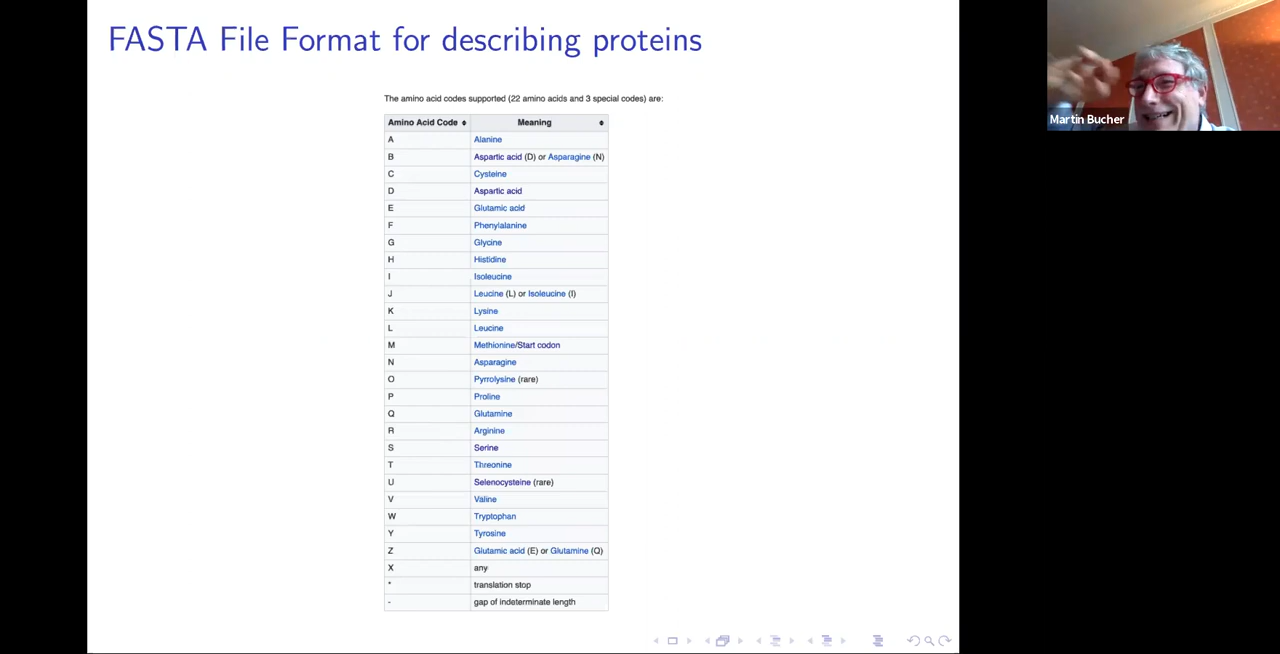 FASTA File Format for describing proteins
Martin Bucher
The amino acid codes supported (22 amino acids and 3 special codes) are:
Amino Acid Code Meaning
A Alanine
B Aspartic acid (D) or Asparagine (N)
C Cysteine
D Aspartic acid
E Glutamic acid
F Phenylalanine
G Glycine
H Histidine
I Isoleucine
J Leucine (L) or Isoleucine (I)
K Lysine
L Leucine
M Methionine/Start codon
N Asparagine
O Pyrrolysine (rare)
P Proline
Q Glutamine
R Arginine
S Serine
T Threonine
U Selenocysteine (rare)
V Valine
W Tryptophan
Y Tyrosine
Z Glutamic acid (E) or Glutamine (Q)
X any
* translation stop
- gap of indeterminate length